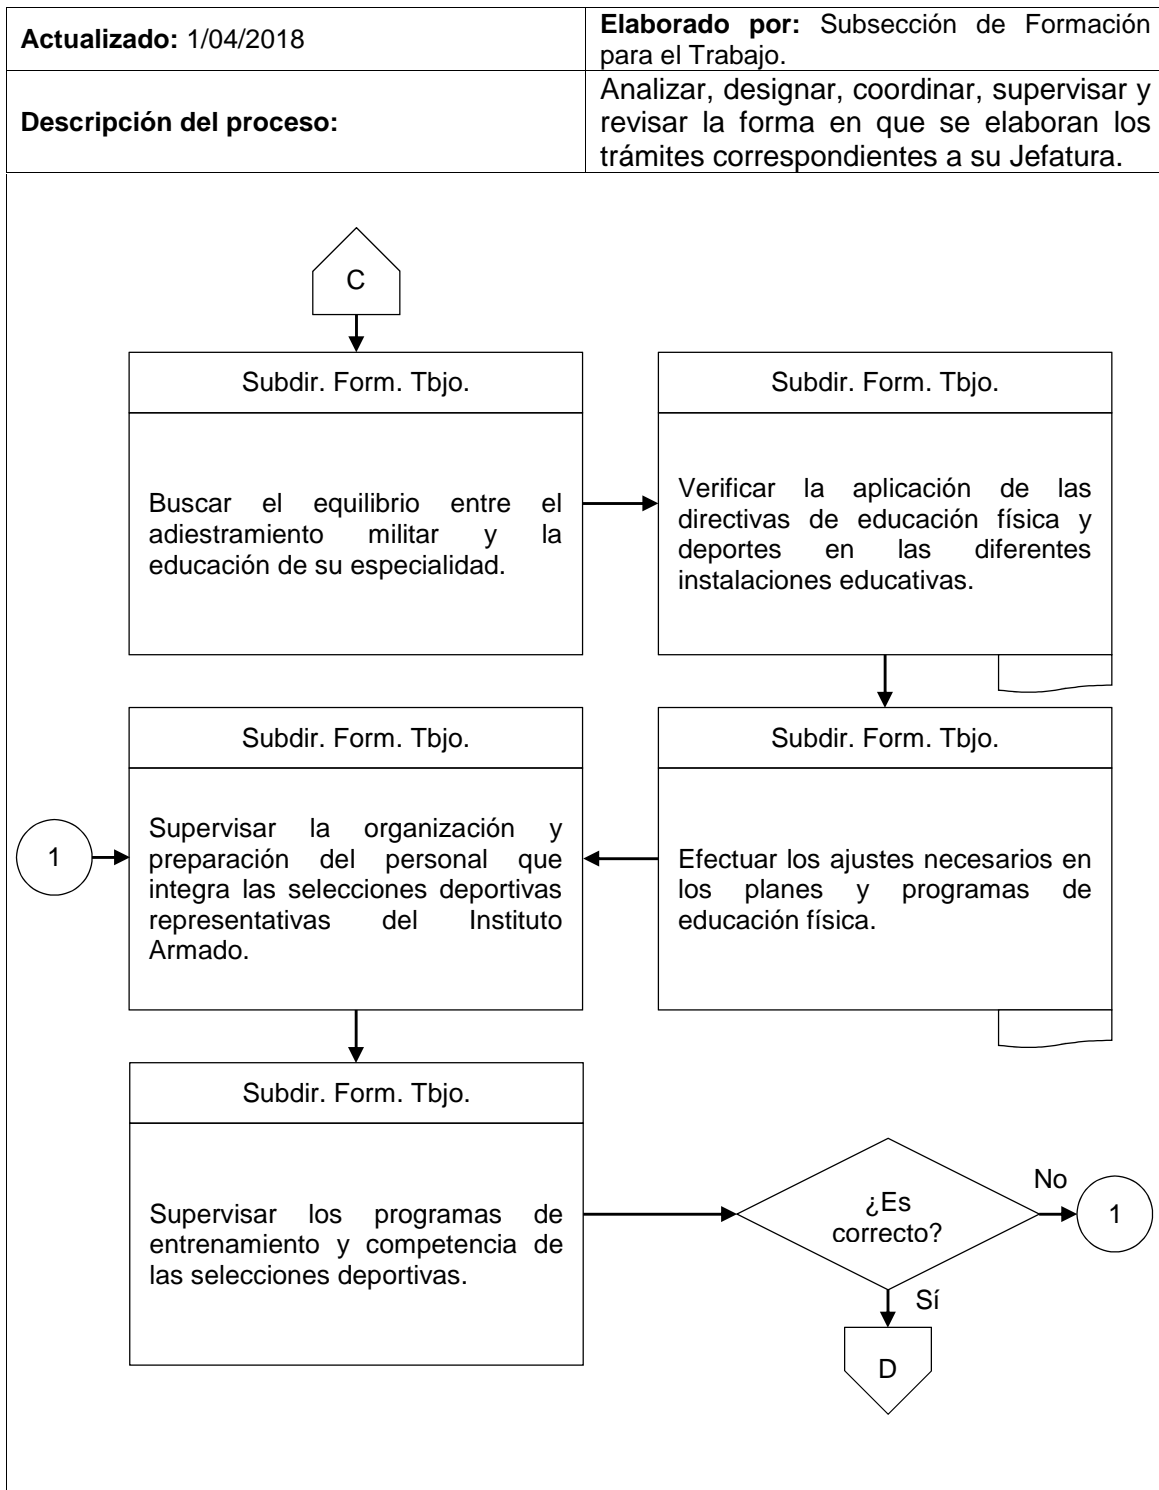 Actualizado: 1/04/2018
Elaborado por: Subsección de Formación
para el Trabajo.
Descripción del proceso:
Analizar, designar, coordinar, supervisar y
revisar la forma en que se elaboran los
trámites correspondientes a su Jefatura.
C
Subdir. Form. Tbjo.
Buscar el equilibrio entre el
adiestramiento militar y la
educación de su especialidad.
Subdir. Form. Tbjo.
Verificar la aplicación de las
directivas de educación física y
deportes en las diferentes
instalaciones educativas.
Subdir. Form. Tbjo.
Efectuar los ajustes necesarios en
los planes y programas de
educación física.
1
Subdir. Form. Tbjo.
Supervisar la organización y
preparación del personal que
integra las selecciones deportivas
representativas del Instituto
Armado.
Subdir. Form. Tbjo.
Supervisar los programas de
entrenamiento y competencia de
las selecciones deportivas.
¿Es
correcto?
No
1
Sí
D